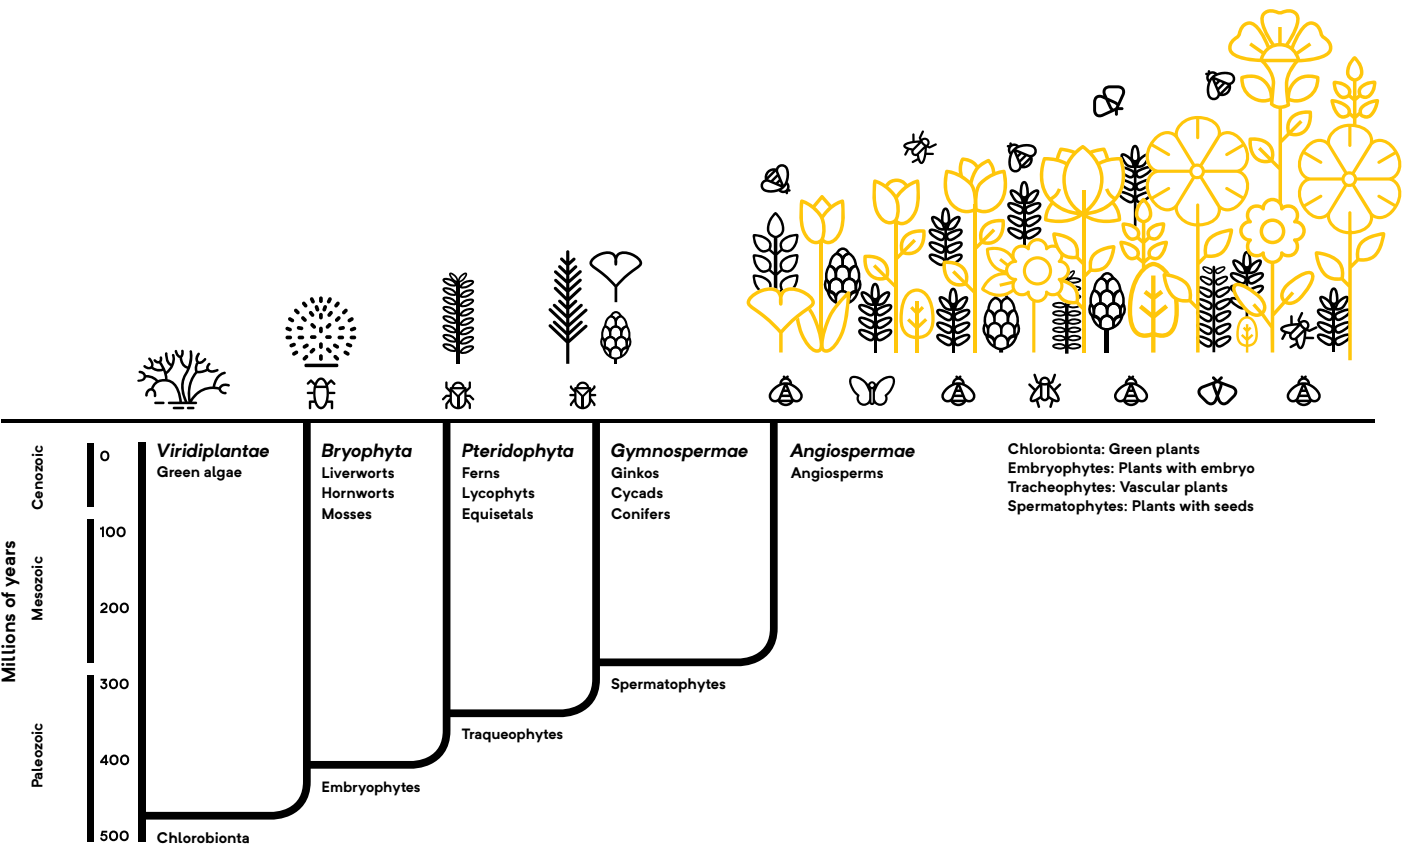 Millions of years
Cenozoic
Mesozoic
Paleozoic
0
100
200
300
400
500
Viridiplantae
Green algae
Bryophyta
Liverworts
Hornworts
Mosses
Pteridophyta
Ferns
Lycophyts
Equisetals
Gymnospermae
Ginkos
Cycads
Conifers
Angiospermae
Angiosperms
Chlorobionta: Green plants
Embryophytes: Plants with embryo
Tracheophytes: Vascular plants
Spermatophytes: Plants with seeds
Spermatophytes
Traqueophytes
Embryophytes
Chlorobionta